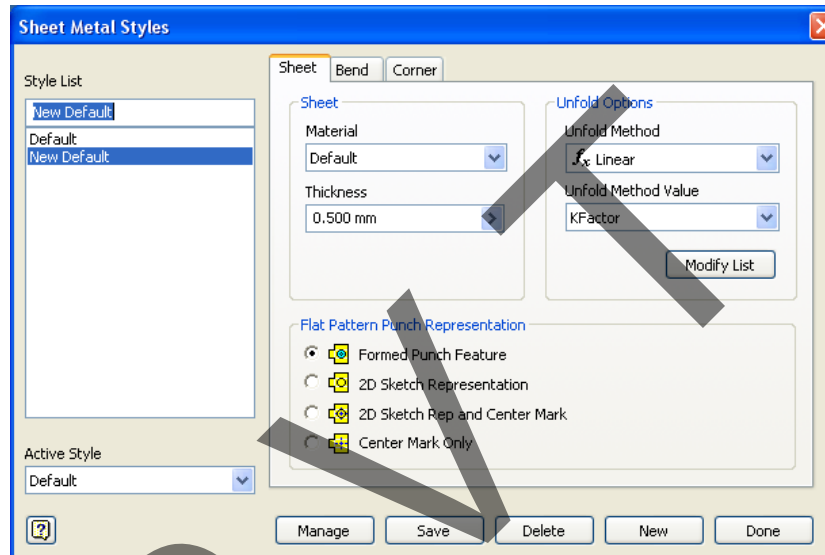 Sheet Metal Styles
Style List
New Default
Default
New Default
Active Style
Default
Sheet Bend Corner
Sheet
Material
Default
Thickness
0.500 mm
Unfold Options
Unfold Method
fx Linear
Unfold Method Value
KFactor
Modify List
Flat Pattern Punch Representation
Formed Punch Feature
2D Sketch Representation
2D Sketch Rep and Center Mark
Center Mark Only
Manage Save Delete New Done